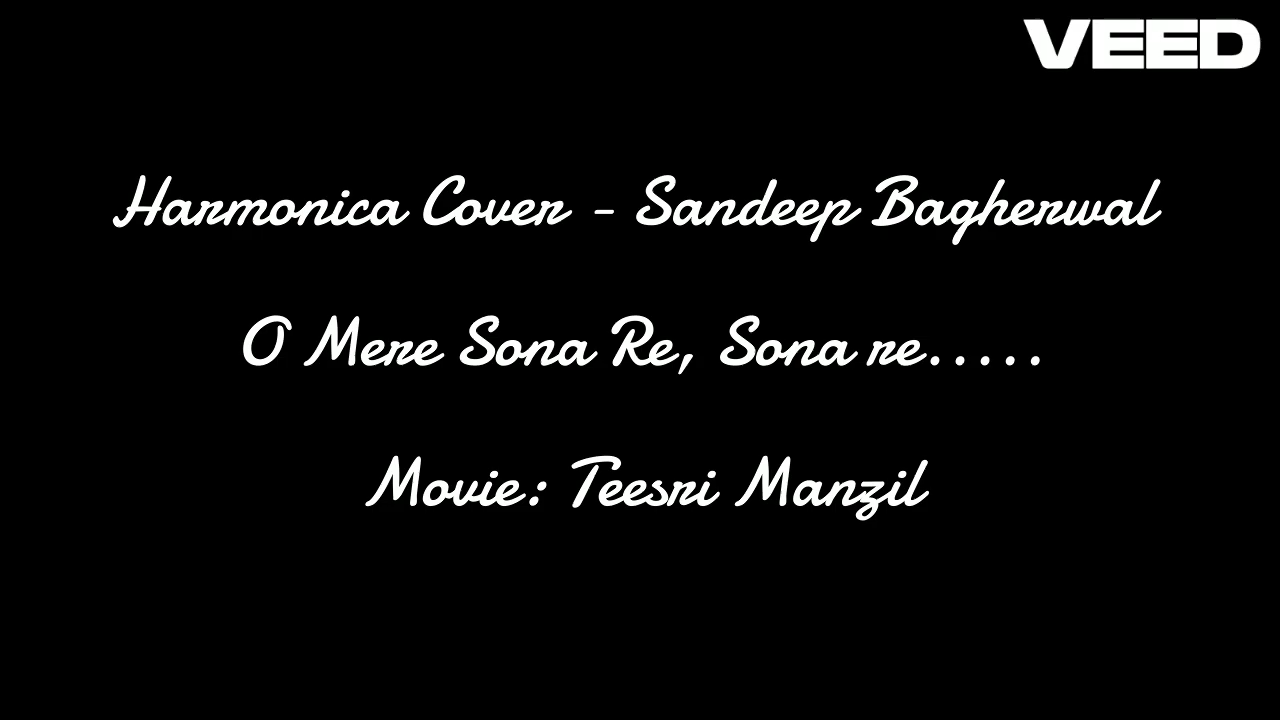 VEED
Harmonica Cover - Sandeep Bagherwal
O Mere Sona Re, Sona re.....
Movie: Teesri Manzil